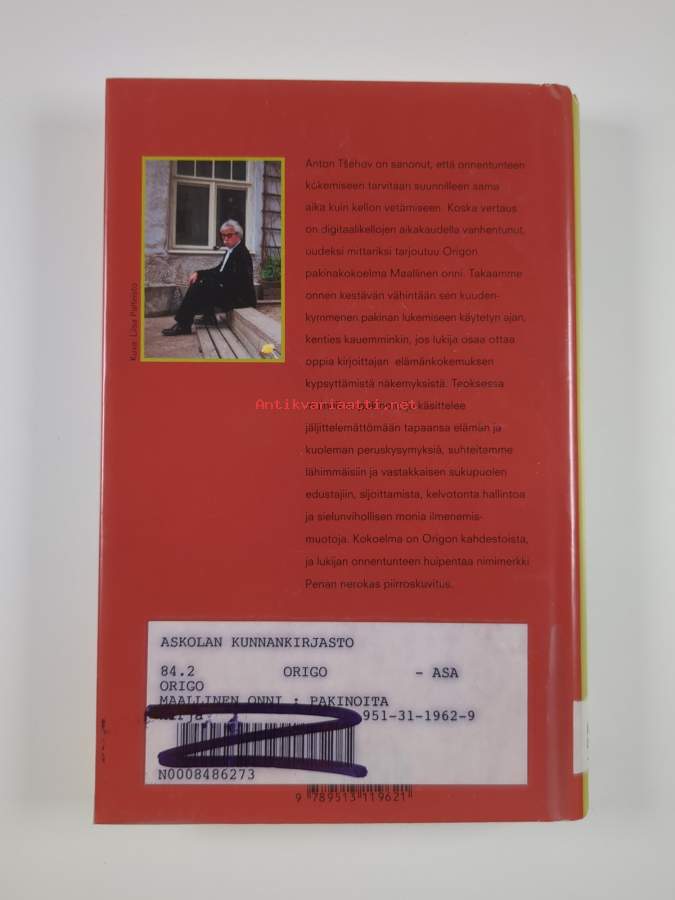 Anton Tšehov on sanonut, että onnentunteen
kokemiseen tarvitaan suunnilleen sama
aika kuin kellon vetämiseen. Koska vertaus
on digitaalikellojen aikakaudella vanhentunut,
uudeksi mittariksi tarjoutuu Origon
pakinakokoelma Maallinen onni. Takaamme
onnen kestävän vähintään sen kuuden-
kymmenen pakinan lukemiseen käytetyn ajan,
kenties kauemminkin, jos lukija osaa ottaa
oppia kirjoittajan elämänkokemuksen
kypsyttämistä näkemyksistä. Teoksessa
käsittelee
jäljittelemättömään tapaansa elämän ja
kuoleman peruskysymyksiä, suhteitamme
lähimmäisiin ja vastakkaisen sukupuolen
edustajiin, sijoittamista, kelvotonta hallintoa
ja sielunvihollisen monia ilmenemis-
muotoja. Kokoelma on Origon kahdestoista,
ja lukijan onnentunteen huipentaa nimimerkki
Penan nerokas piirroskuvitus.
Kuva Liisa Paltnisto
Antikvariaatti.net
ASKOLAN KUNNANKIRJASTO
84.2 ORIGO - ASA
ORIGO
MAALLINEN ONNI : PAKINOITA
951-31-1962-9
N0008486273
9 789513 119621